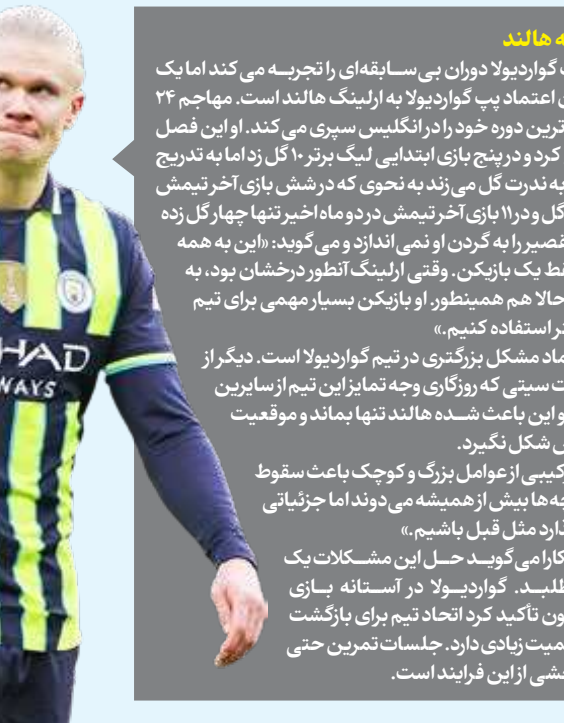 ه هالند
گواردیولا دوران بی‌سابقه‌ای را تجربه می‌کند اما یک
اعتماد پپ گواردیولا به ارلینگ هالند است. مهاجم ۲۴
ترین دوره خود را در انگلیس سپری می‌کند. او این فصل
کرد و در پنج بازی ابتدایی لیگ برتر ۱۰ گل زد اما به تدریج
به ندرت گل می‌زند به نحوی که در شش بازی آخر تیمش
گل و در ۱۱ بازی آخر تیمش در دو ماه اخیر تنها چهار گل زده
قصیر را به گردن او نمی‌اندازد و می‌گوید: «این به همه
قط یک بازیکن. وقتی ارلینگ آنطور درخشان بود، به
حالا هم همینطور. او بازیکن بسیار مهمی برای تیم
تر استفاده کنیم.»
ماد مشکل بزرگتری در تیم گواردیولا است. دیگر از
ت سیتی که روزگاری وجه تمایز این تیم از سایرین
و این باعث شده هالند تنها بماند و موقعیت
ش شکل نگیرد.
رکیبی از عوامل بزرگ و کوچک باعث سقوط
چه‌ها بیش از همیشه می‌دوند اما جزئیاتی
ذارد مثل قبل باشیم.»
کارا می‌گوید حل این مشکلات یک
طلبد. گواردیولا در آستانه بازی
ون تأکید کرد اتحاد تیم برای بازگشت
همیت زیادی دارد. جلسات تمرین حتی
خشی از این فرایند است.
HAD
WAYS